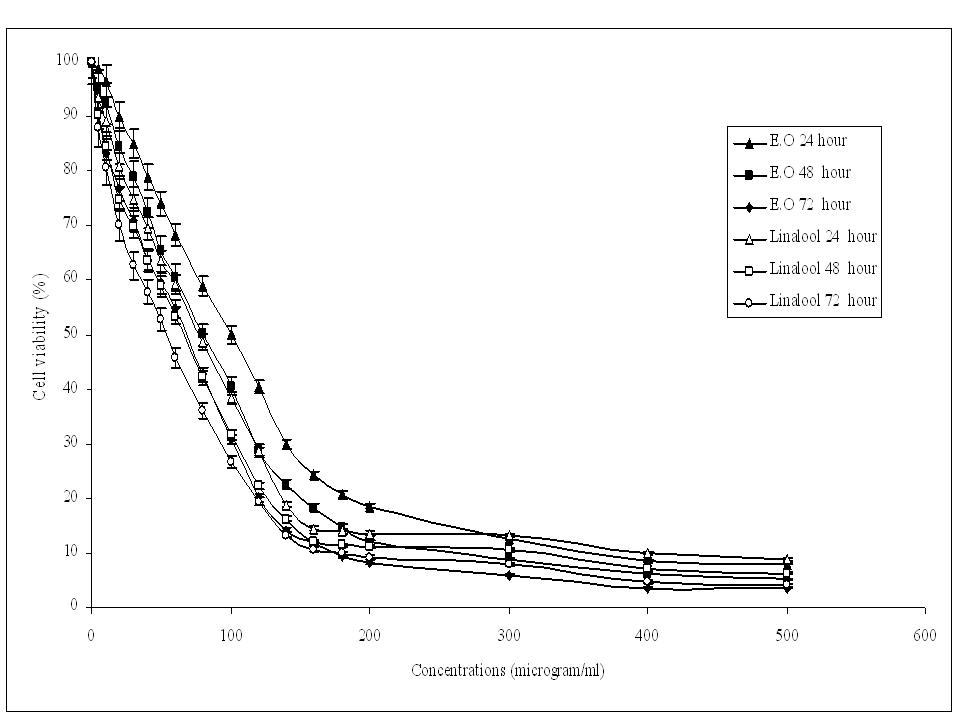 100
90
80
70
60
50
40
30
20
10
0
Cell viability (%)
E.O 24 hour
E.O 48 hour
E.O 72 hour
Linalool 24 hour
Linalool 48 hour
Linalool 72 hour
0 100 200 300 400 500 600
Concentrations (microgram/ml)